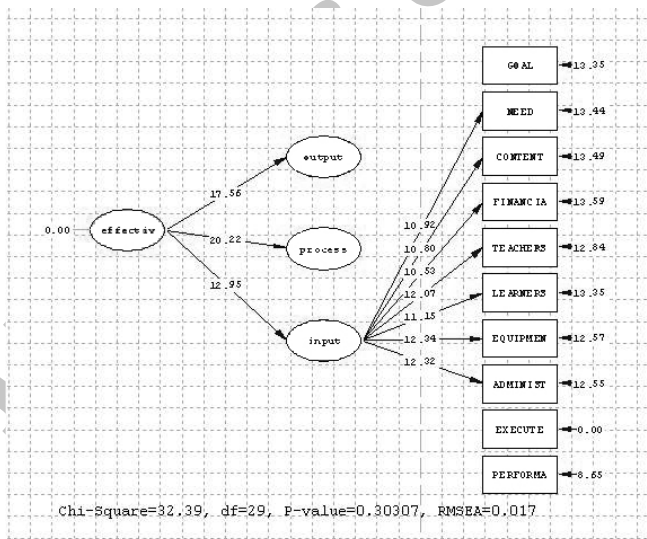 GOAL
13.35
NEED
13.44
output
CONTENT
13.49
17.56
FINANCIA
13.59
10.92
0.00
effectiv
20.22
process
10.80
TEACHERS
12.84
10.53
12.95
12.07
LEARNERS
13.35
11.15
input
12.34
EQUIPMEN
12.57
12.32
ADMINIST
12.55
EXECUTE
0.00
PERFORMA
8.65
Chi-Square=32.39, df=29, P-value=0.30307, RMSEA=0.017